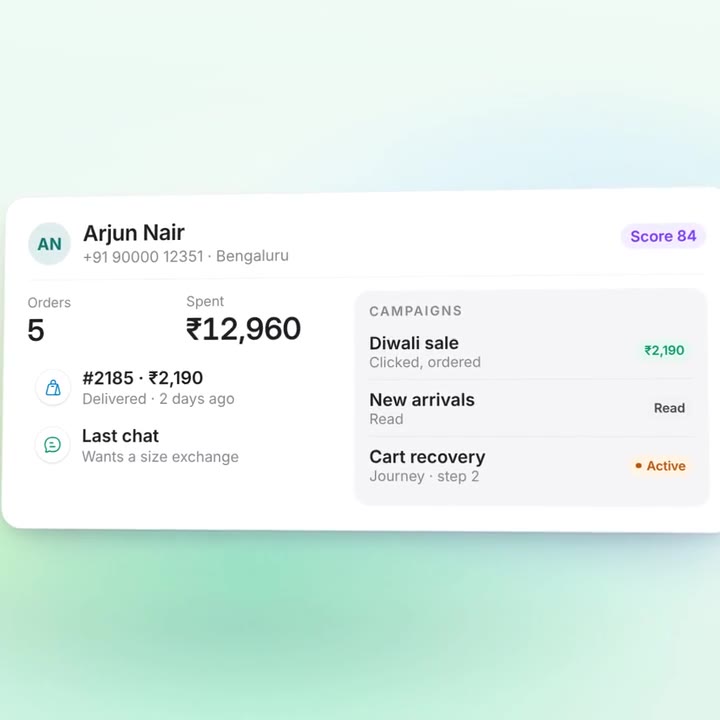 AN
Arjun Nair
+91 90000 12351 · Bengaluru
Score 84
Orders
5
Spent
₹12,960
#2185 · ₹2,190
Delivered · 2 days ago
Last chat
Wants a size exchange
CAMPAIGNS
Diwali sale
Clicked, ordered
₹2,190
New arrivals
Read
Read
Cart recovery
Journey · step 2
Active